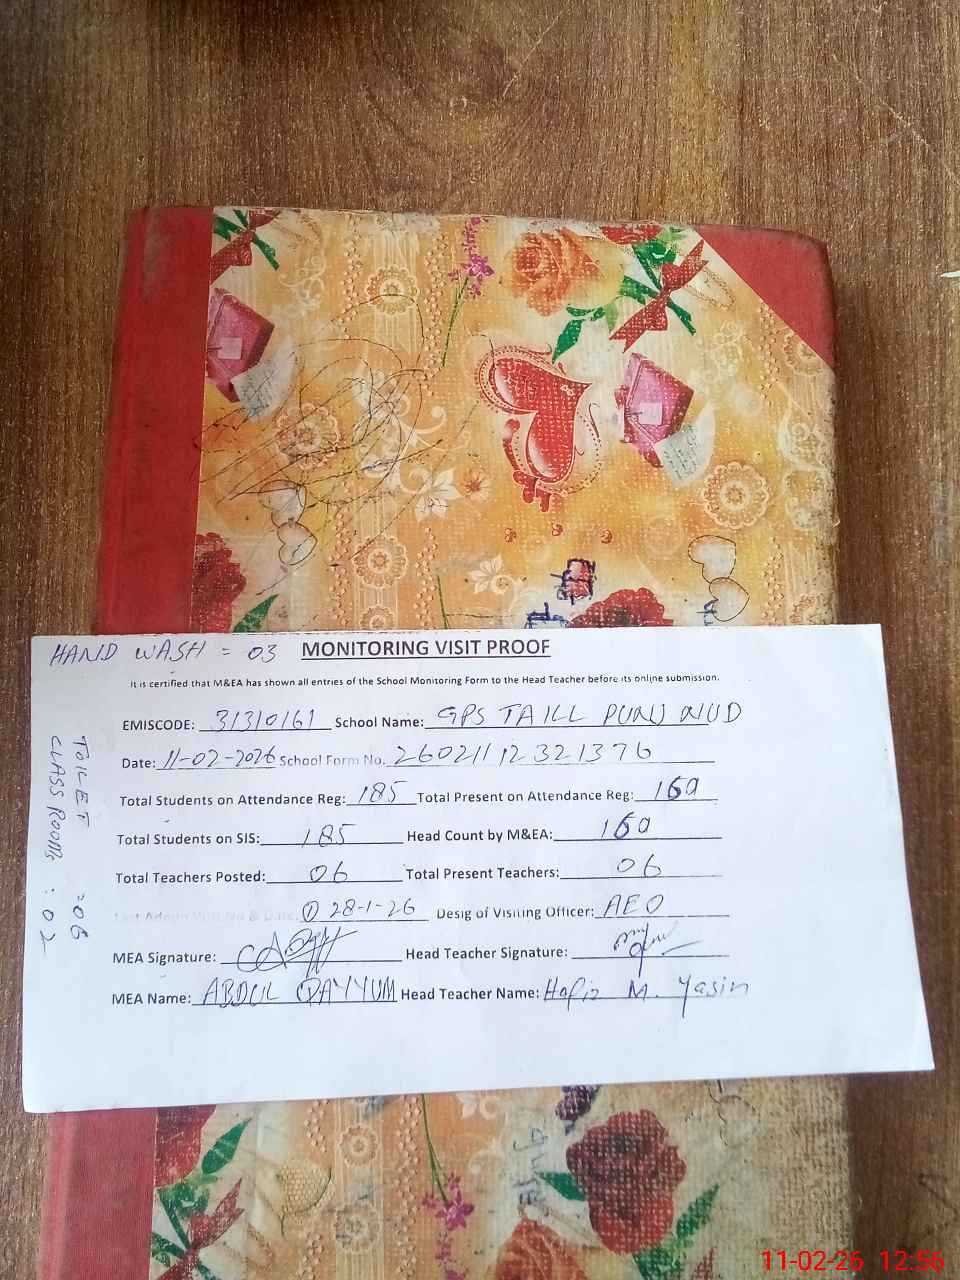 HAND WASH = 03 MONITORING VISIT PROOF
It is certified that M&EA has shown all entries of the School Monitoring Form to the Head Teacher before its online submission.
EMISCODE: 31310161 School Name: GPS TAILL PUNU NUD
Date: 11-02-2026 School Form No. 26021112321376
Total Students on Attendance Reg: 185 Total Present on Attendance Reg: 160
Total Students on SIS: 185 Head Count by M&EA: 160
Total Teachers Posted: 06 Total Present Teachers: 06
① 28-1-26 Desig of Visiting Officer: AEO
MEA Signature: Head Teacher Signature:
MEA Name: ABDUL QAYYUM Head Teacher Name: Hafiz M. Yasin
TOILET = 06
CLASS ROOM : 02
11-02-26 12:56